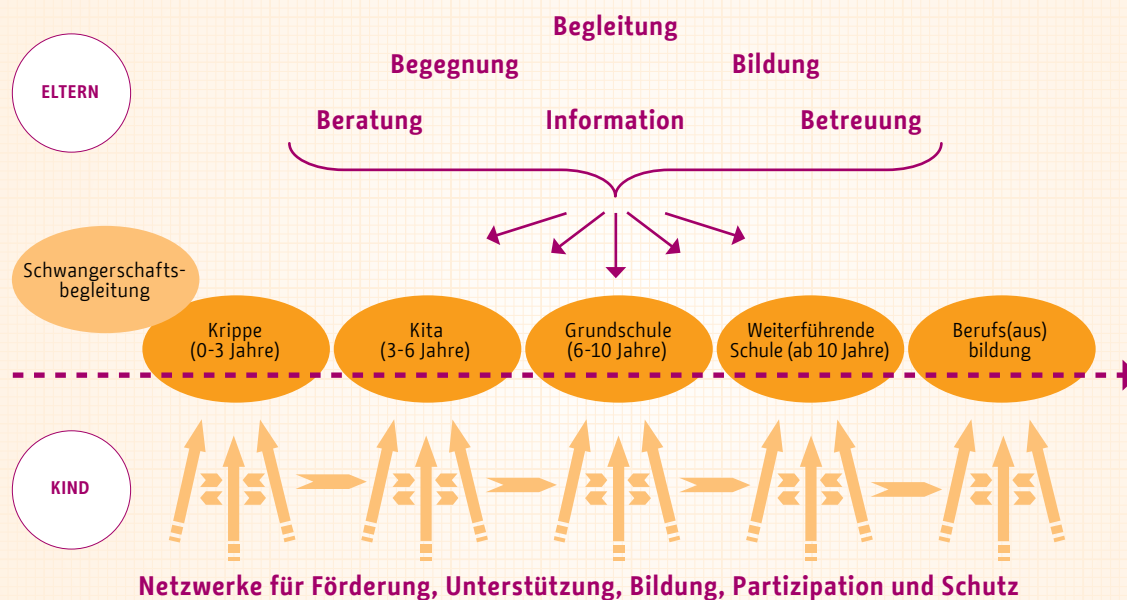 Begleitung
Begegnung
Bildung
ELTERN
Beratung
Information
Betreuung
Schwangerschafts-
begleitung
Krippe
(0-3 Jahre)
Kita
(3-6 Jahre)
Grundschule
(6-10 Jahre)
Weiterführende
Schule (ab 10 Jahre)
Berufs(aus)
bildung
KIND
Netzwerke für Förderung, Unterstützung, Bildung, Partizipation und Schutz